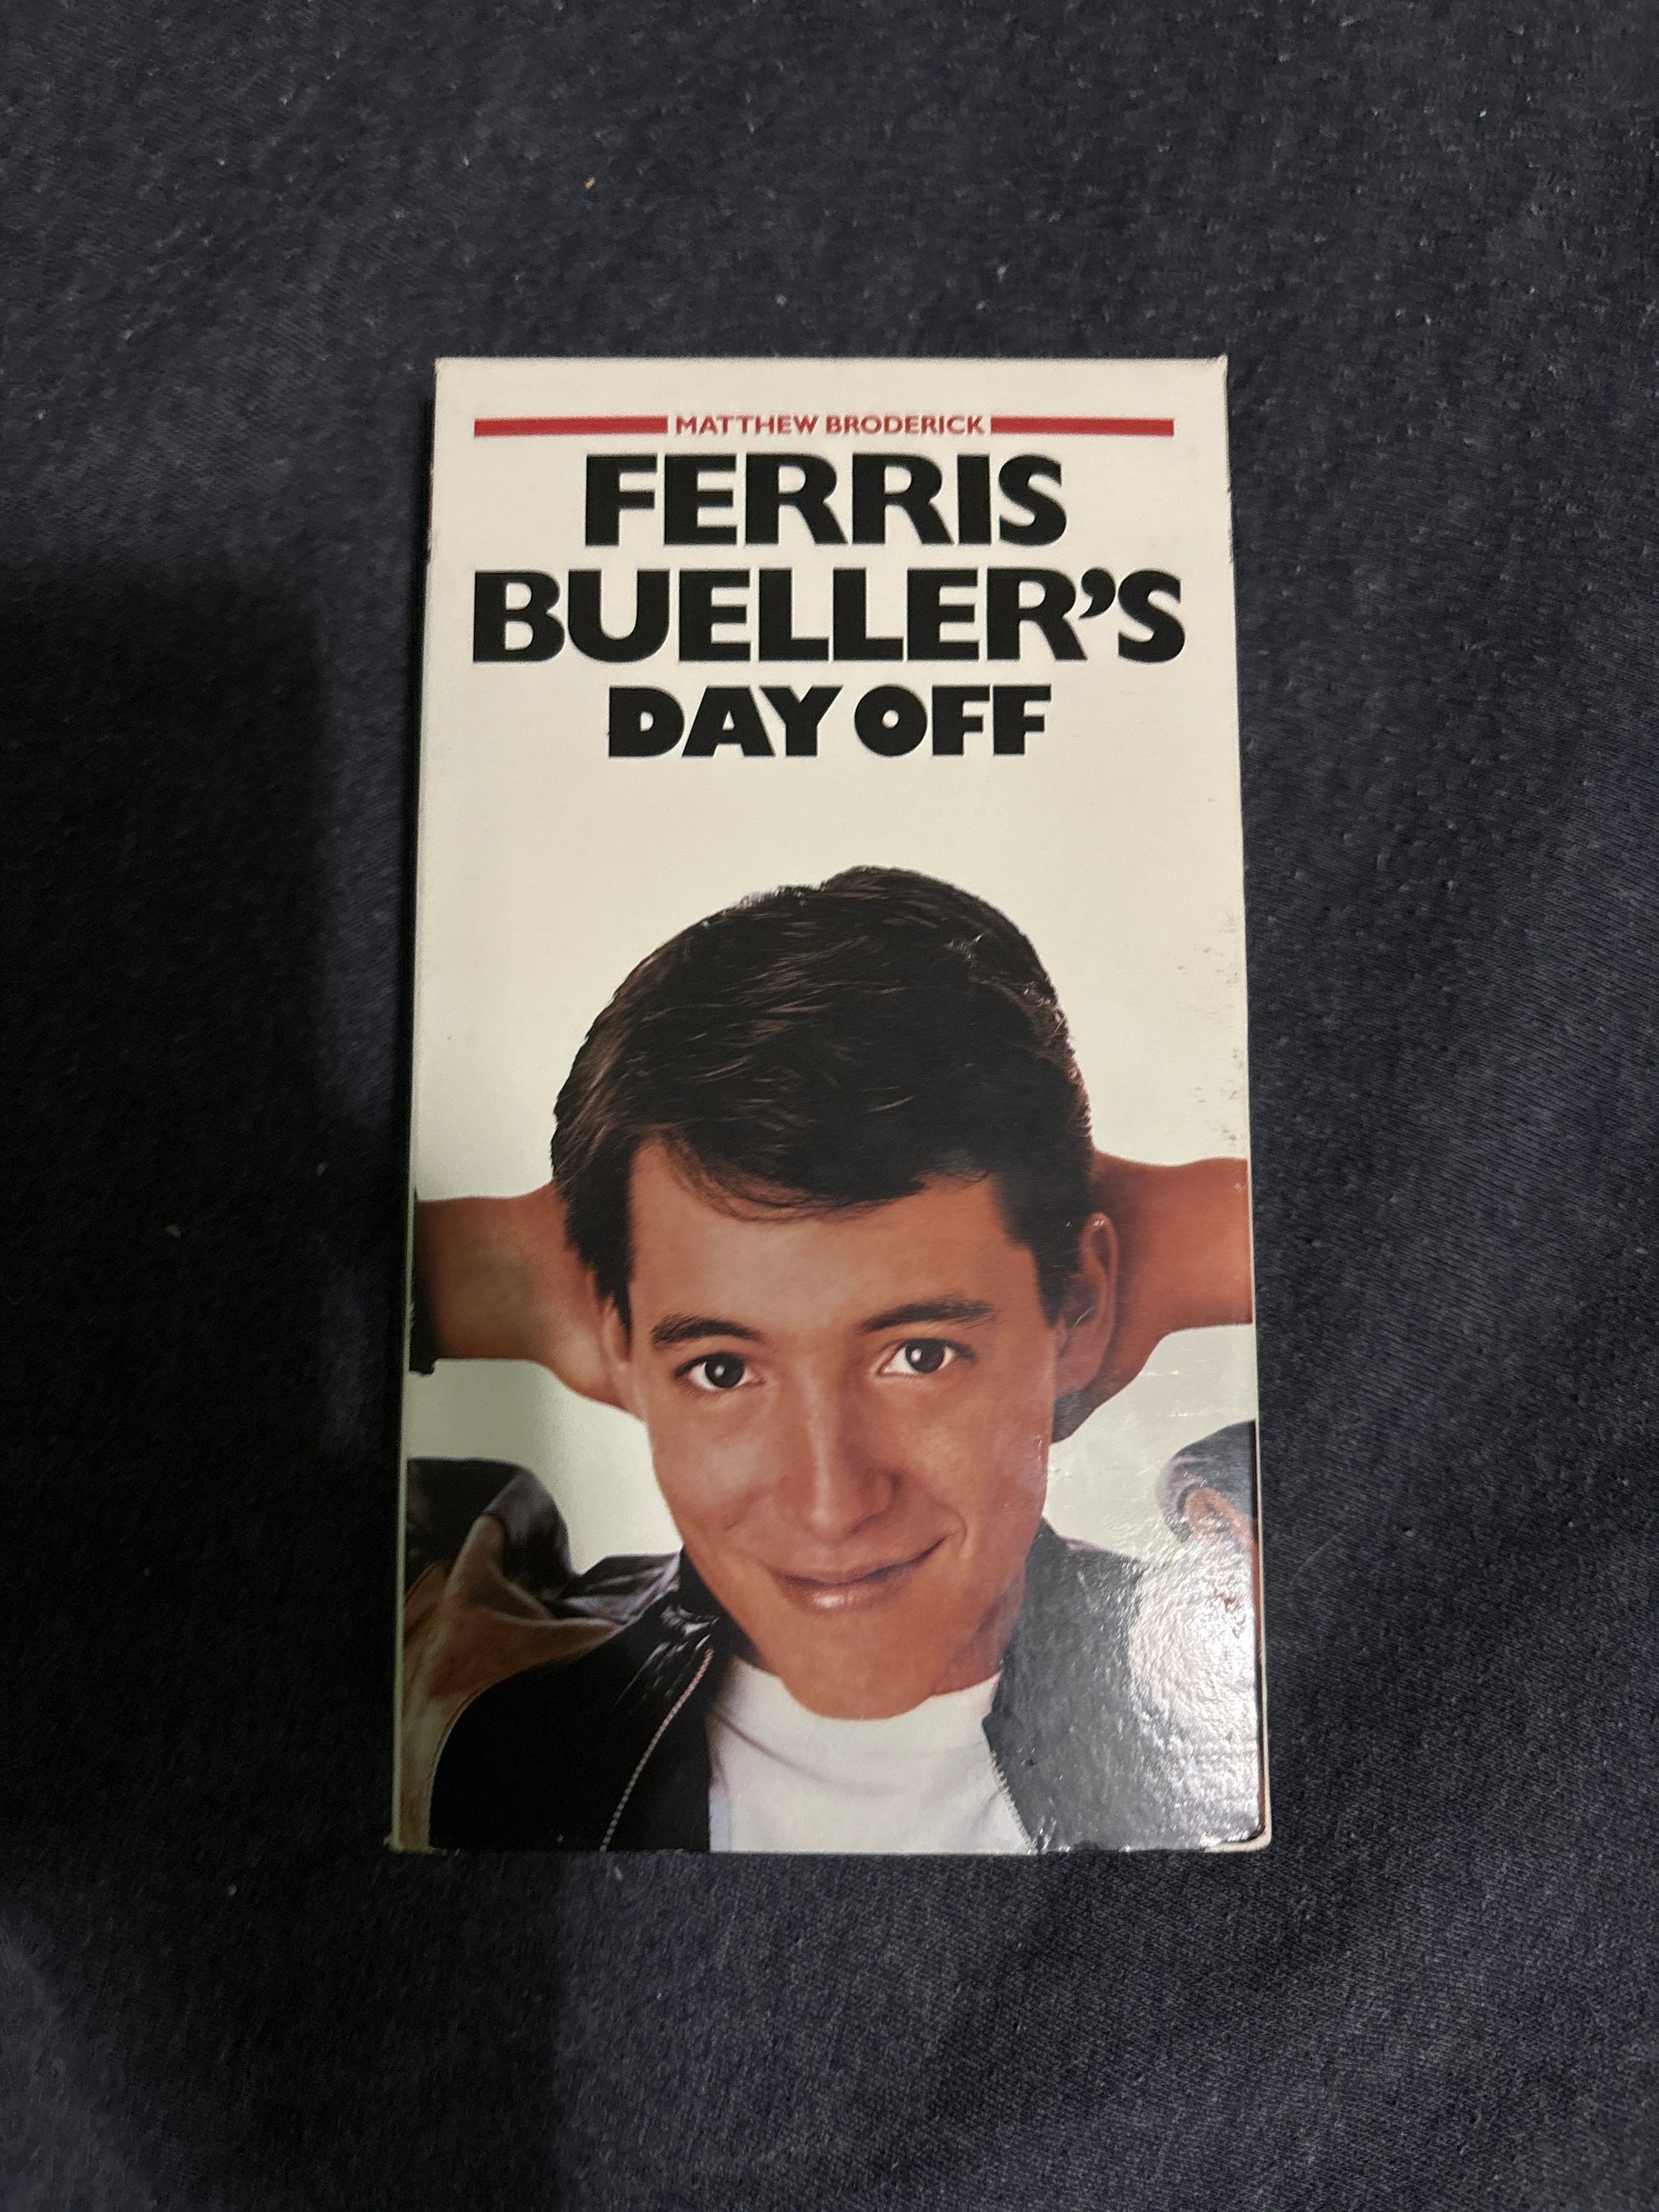 MATTHEW BRODERICK
FERRIS
BUELLER'S
DAY OFF